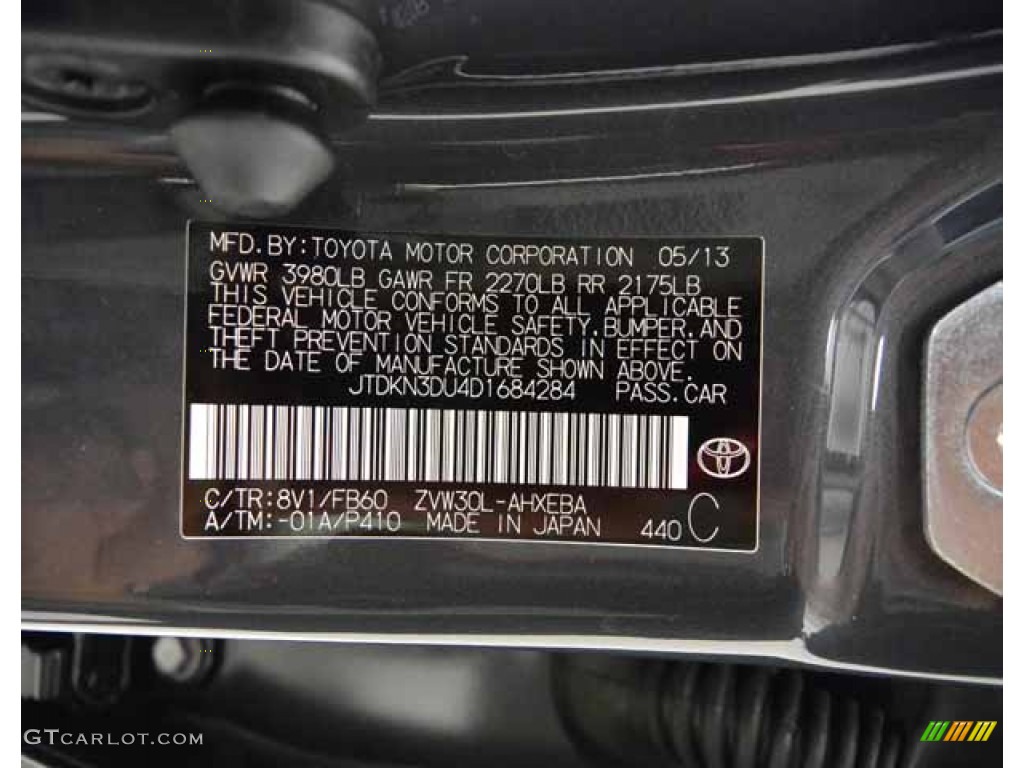 MFD.BY:TOYOTA MOTOR CORPORATION 05/13
GVWR 3980LB GAWR FR 2270LB RR 2175LB
THIS VEHICLE CONFORMS TO ALL APPLICABLE
FEDERAL MOTOR VEHICLE SAFETY,BUMPER,AND
THEFT PREVENTION STANDARDS IN EFFECT ON
THE DATE OF MANUFACTURE SHOWN ABOVE.
JTDKN3DU4D1684284 PASS.CAR
C/TR:8V1/FB60 ZVW30L-AHXEBA
A/TM:-01A/P410 MADE IN JAPAN 440 C
GTCARLOT.COM